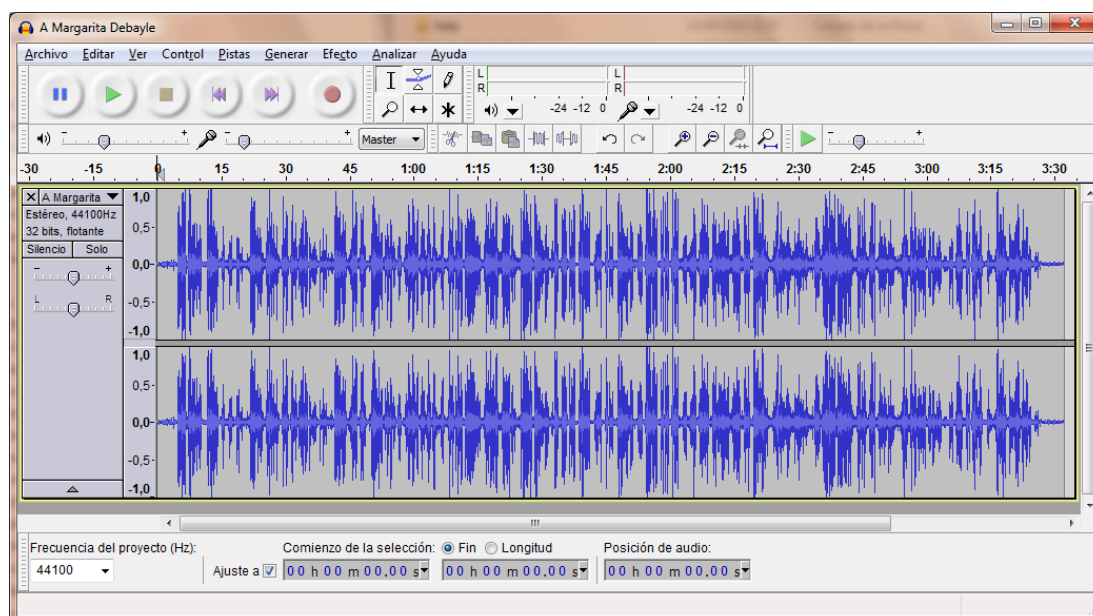 A Margarita Debayle
Archivo Editar Ver Control Pistas Generar Efecto Analizar Ayuda
L
R
-24 -12 0
L
R
-24 -12 0
- + - + Master - +
-30 -15 0 15 30 45 1:00 1:15 1:30 1:45 2:00 2:15 2:30 2:45 3:00 3:15 3:30
A Margarita
Estéreo, 44100Hz
32 bits, flotante
Silencio Solo
- +
L R
1,0
0,5-
0,0-
-0,5-
-1,0
1,0
0,5-
0,0-
-0,5-
-1,0
Frecuencia del proyecto (Hz): Comienzo de la selección: Fin Longitud Posición de audio:
44100 Ajuste a 00 h 00 m 00.00 s 00 h 00 m 00.00 s 00 h 00 m 00.00 s